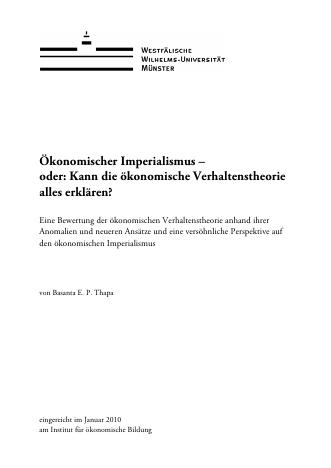 Westfälische
Wilhelms-Universität
Münster
Ökonomischer Imperialismus –
oder: Kann die ökonomische Verhaltenstheorie
alles erklären?
Eine Bewertung der ökonomischen Verhaltenstheorie anhand ihrer
Anomalien und neueren Ansätze und eine versöhnliche Perspektive auf
den ökonomischen Imperialismus
von Basanta E. P. Thapa
eingereicht im Januar 2010
am Institut für ökonomische Bildung